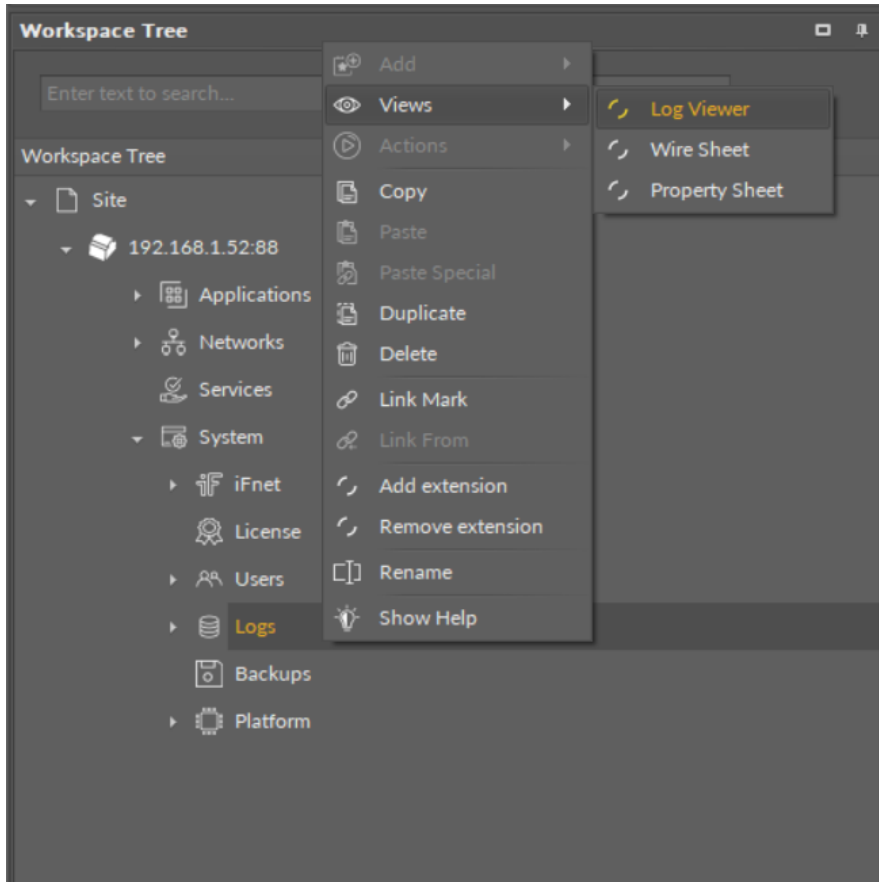 Workspace Tree
Enter text to search...
Workspace Tree
Site
192.168.1.52:88
Applications
Networks
Services
System
iFnet
License
Users
Logs
Backups
Platform
Add
Views
Actions
Copy
Paste
Paste Special
Duplicate
Delete
Link Mark
Link From
Add extension
Remove extension
Rename
Show Help
Log Viewer
Wire Sheet
Property Sheet